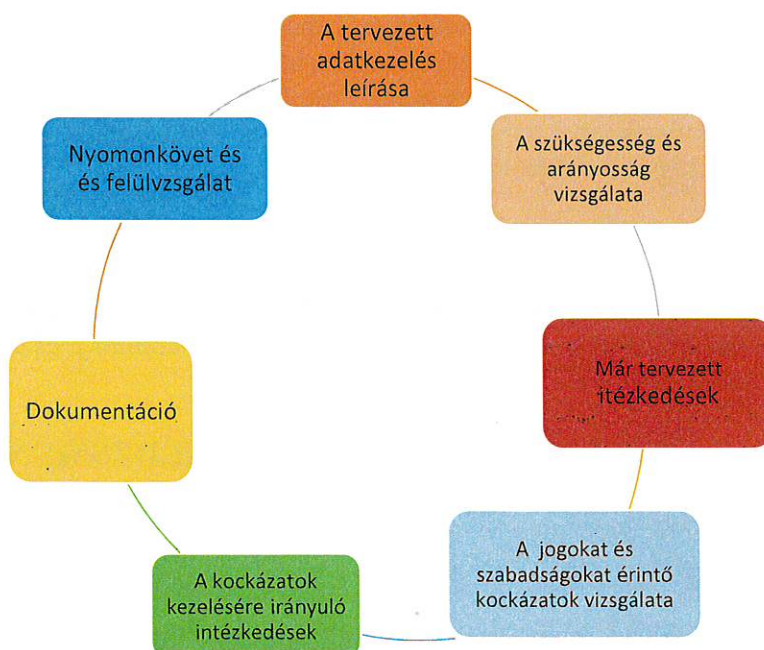 A tervezett
adatkezelés
leírása
A szükségesség és
arányosság
vizsgálata
Már tervezett
itézkedések
A jogokat és
szabadságokat érintő
kockázatok vizsgálata
A kockázatok
kezelésére irányuló
intézkedések
Dokumentáció
Nyomonkövet és
és felülvzsgálat